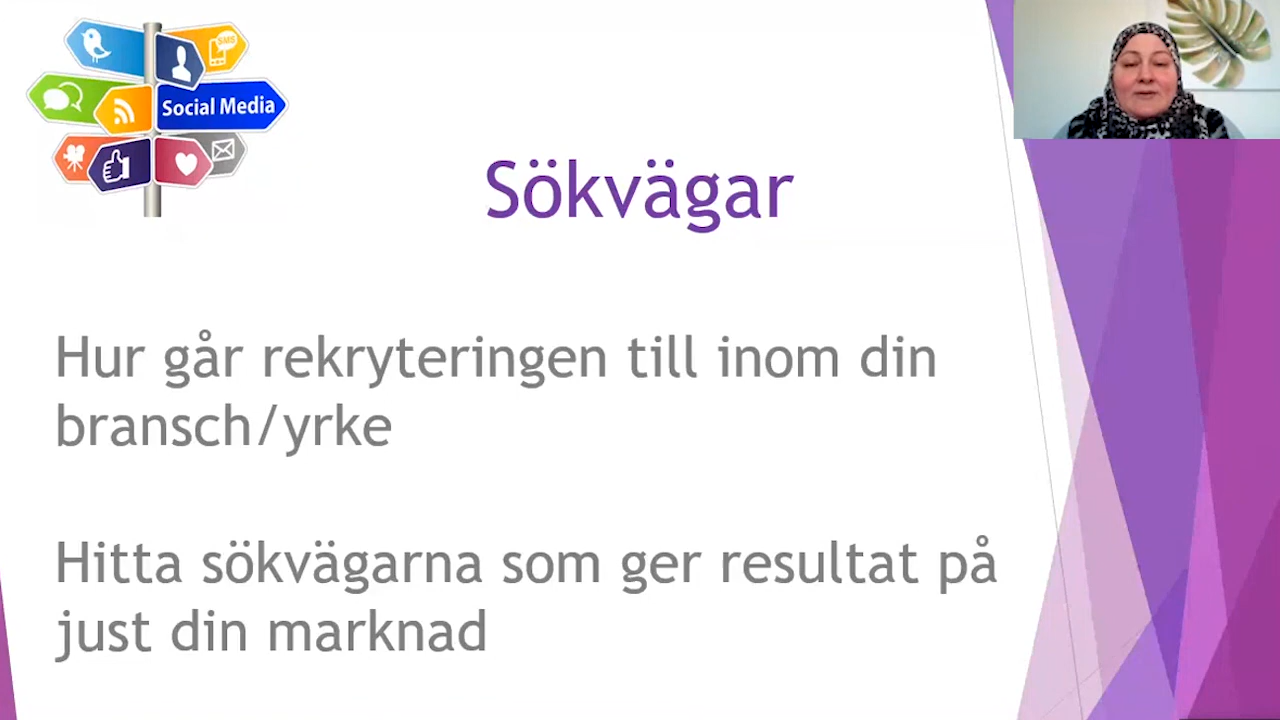 SMS
Social Media
Sökvägar
Hur går rekryteringen till inom din
bransch/yrke
Hitta sökvägarna som ger resultat på
just din marknad